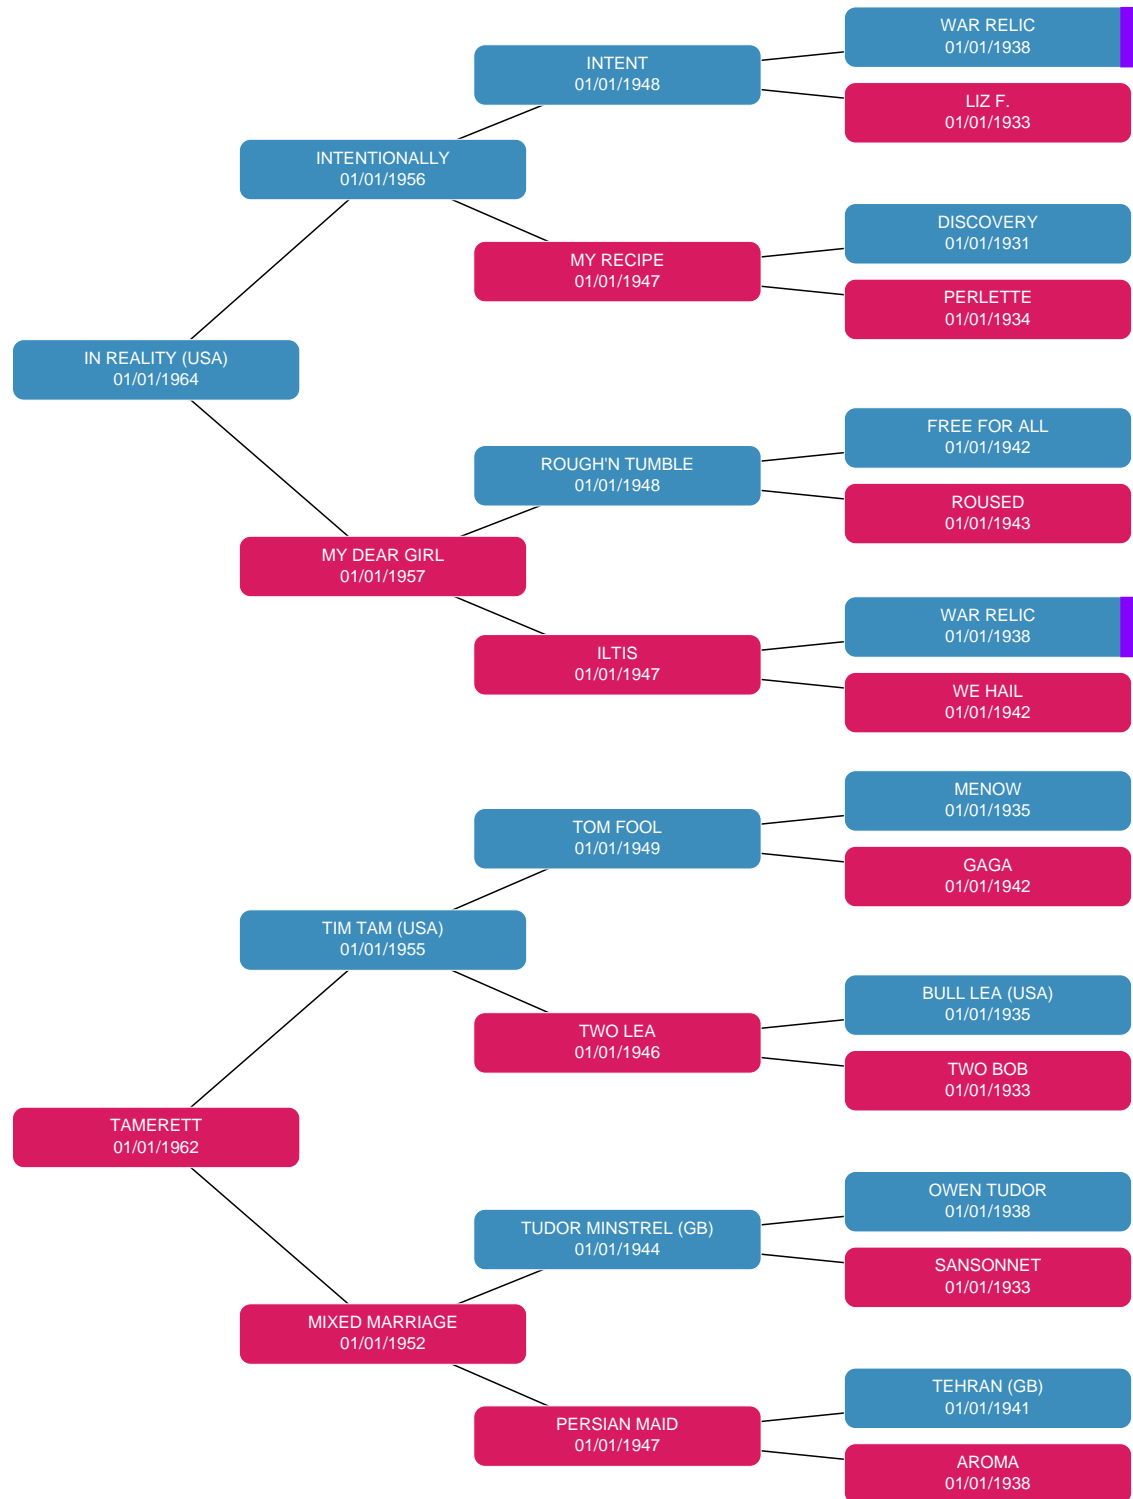 WAR RELIC
01/01/1938
INTENT
01/01/1948
LIZ F.
01/01/1933
INTENTIONALLY
01/01/1956
DISCOVERY
01/01/1931
MY RECIPE
01/01/1947
PERLETTE
01/01/1934
IN REALITY (USA)
01/01/1964
FREE FOR ALL
01/01/1942
ROUGH'N TUMBLE
01/01/1948
ROUSED
01/01/1943
MY DEAR GIRL
01/01/1957
WAR RELIC
01/01/1938
ILTIS
01/01/1947
WE HAIL
01/01/1942
MENOW
01/01/1935
TOM FOOL
01/01/1949
GAGA
01/01/1942
TIM TAM (USA)
01/01/1955
BULL LEA (USA)
01/01/1935
TWO LEA
01/01/1946
TWO BOB
01/01/1933
TAMERETT
01/01/1962
OWEN TUDOR
01/01/1938
TUDOR MINSTREL (GB)
01/01/1944
SANSONNET
01/01/1933
MIXED MARRIAGE
01/01/1952
TEHRAN (GB)
01/01/1941
PERSIAN MAID
01/01/1947
AROMA
01/01/1938